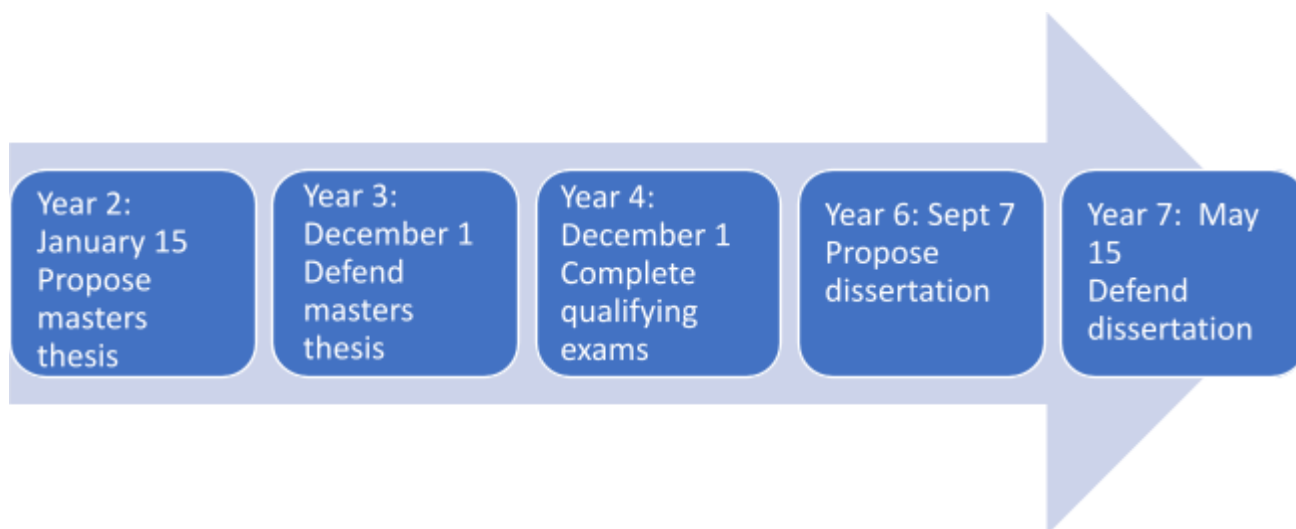 Year 2:
January 15
Propose
masters
thesis
Year 3:
December 1
Defend
masters
thesis
Year 4:
December 1
Complete
qualifying
exams
Year 6: Sept 7
Propose
dissertation
Year 7:  May
15
Defend
dissertation